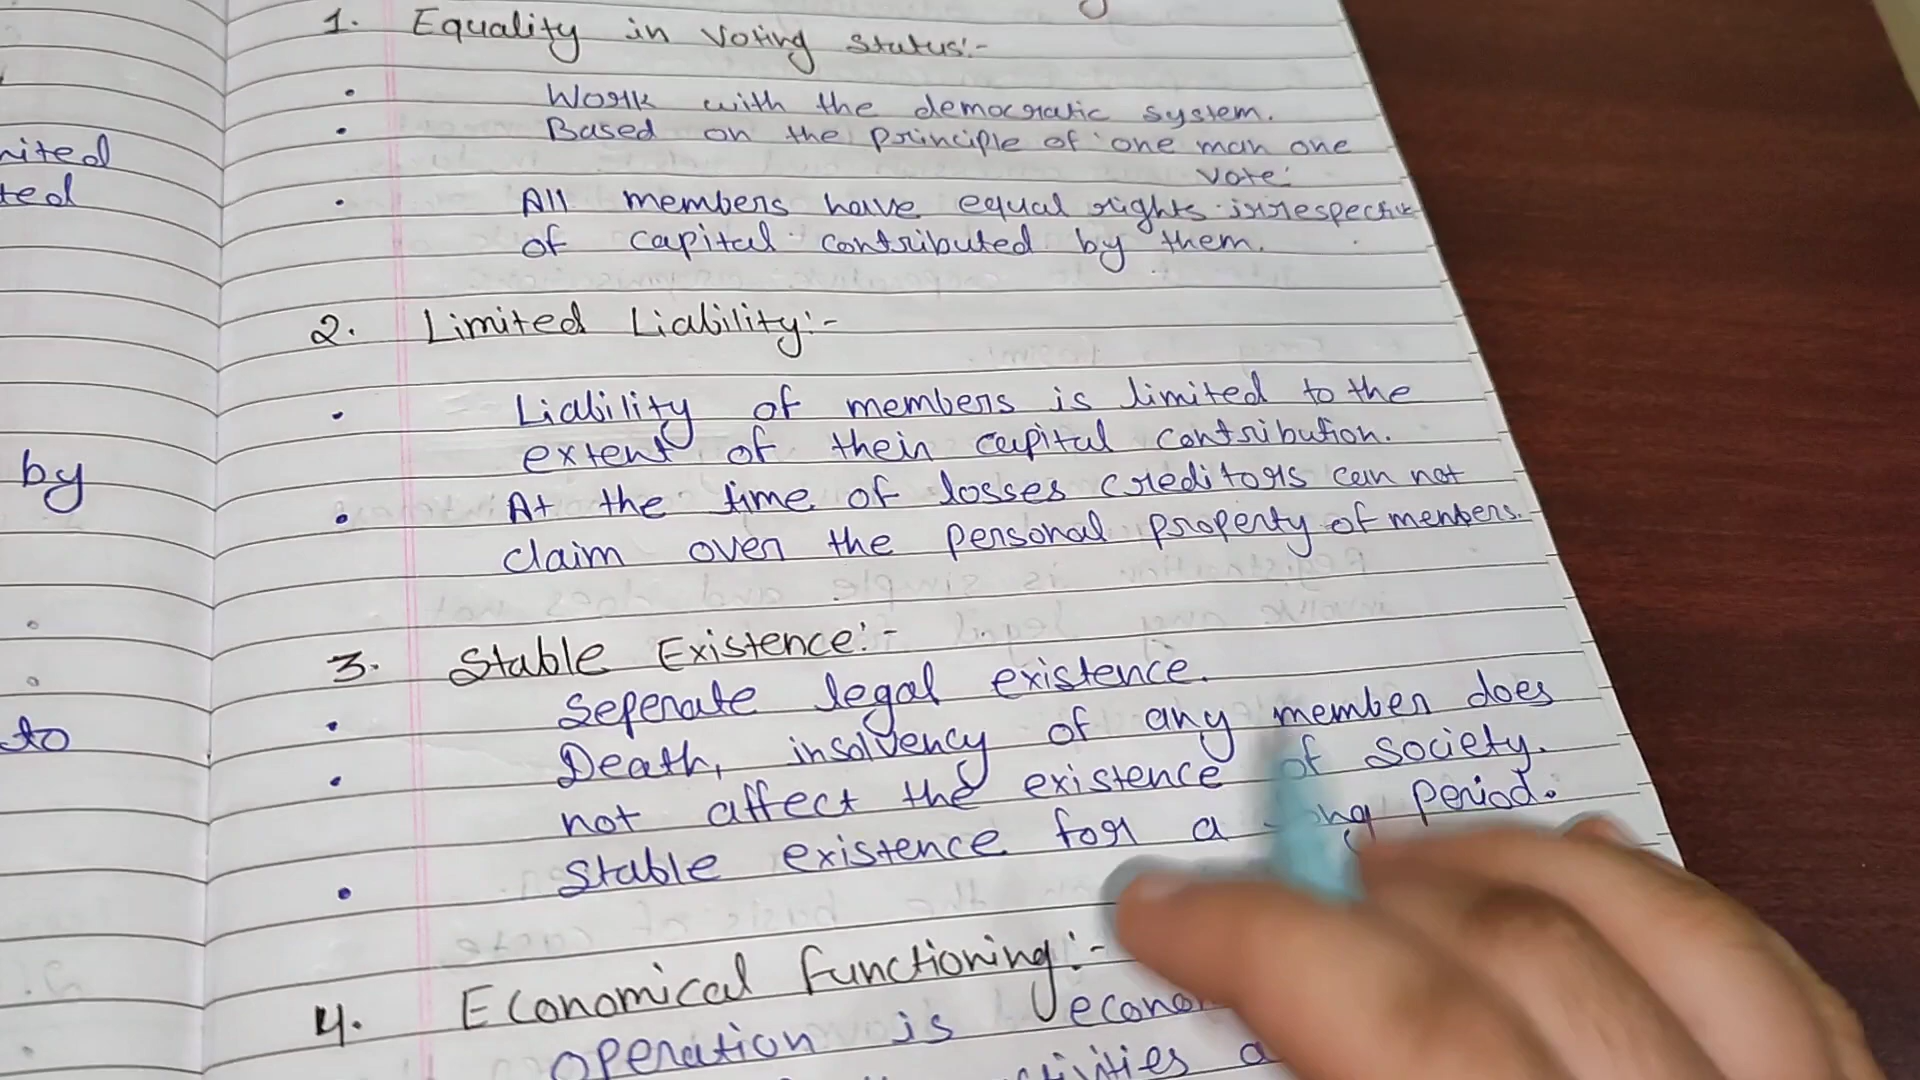 nited
ted
by
to
1. Equality in Voting Status:-
• Work with the democratic system.
• Based on the principle of 'one man one
vote'
• All members have equal rights irrespective
of capital contributed by them.
2. Limited Liability:-
• Liability of members is limited to the
extent of their capital contribution.
• At the time of losses creditors can not
claim over the personal property of members.
3. Stable Existence:-
• Seperate legal existence.
• Death, insolvency of any member does
not affect the existence of society.
• Stable existence for a long period.
4. Economical functioning:-
operation is econo